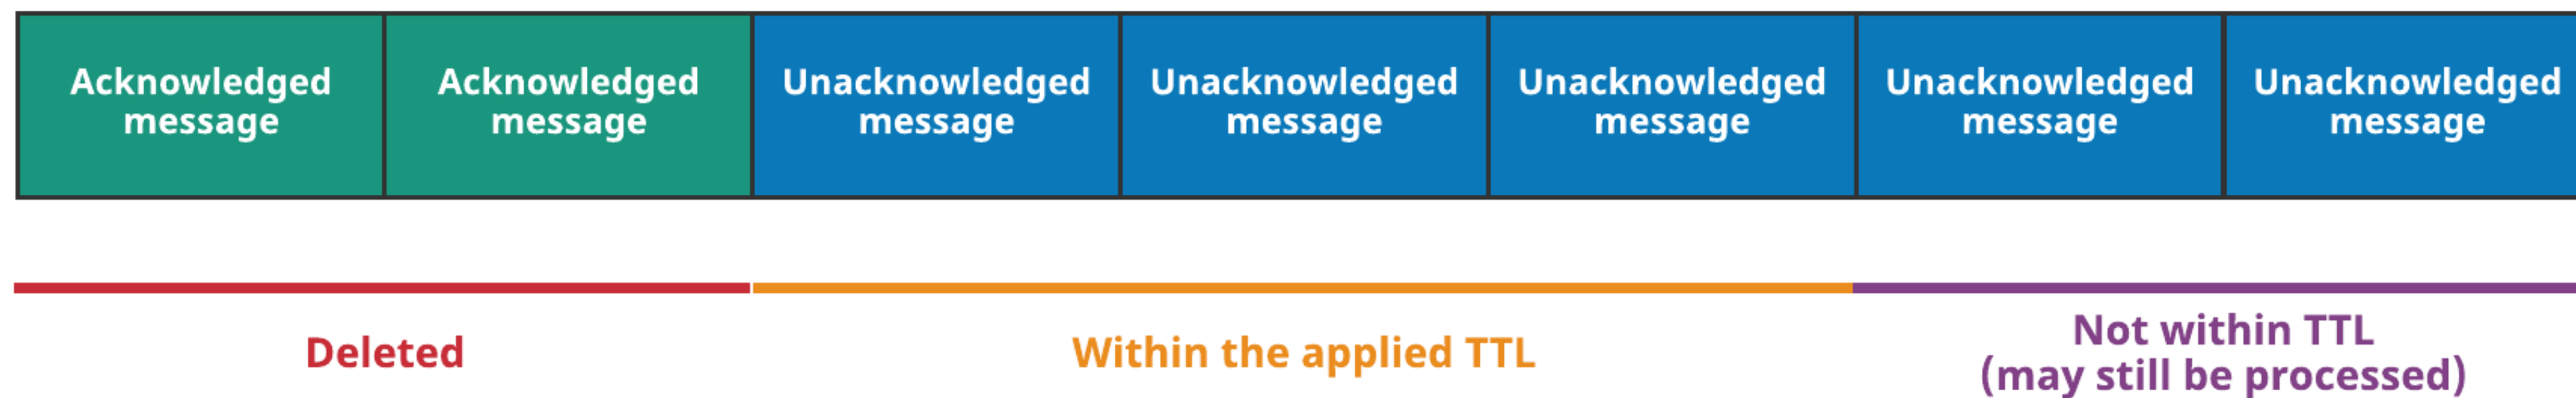 Acknowledged
message
Acknowledged
message
Unacknowledged
message
Unacknowledged
message
Unacknowledged
message
Unacknowledged
message
Unacknowledged
message
Deleted
Within the applied TTL
Not within TTL
(may still be processed)